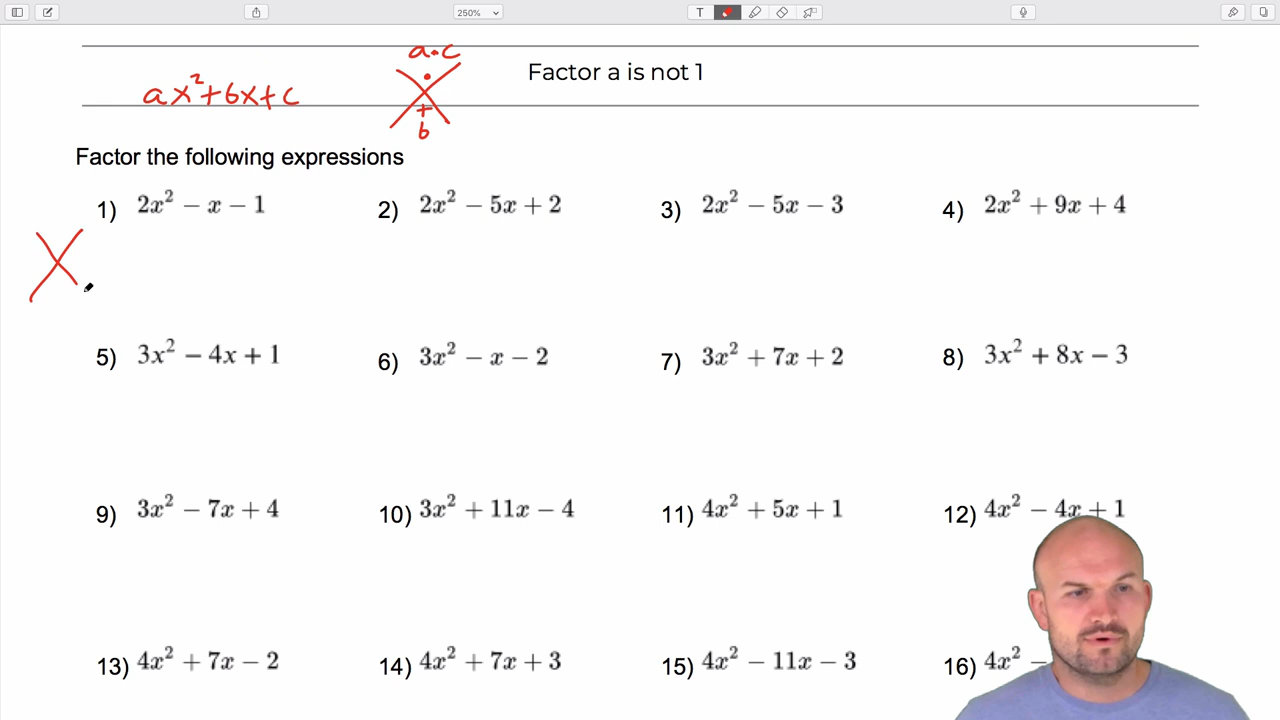 250%
T
a·c
Factor a is not 1
ax²+bx+c
+
b
Factor the following expressions
1) 2x² − x − 1
2) 2x² − 5x + 2
3) 2x² − 5x − 3
4) 2x² + 9x + 4
5) 3x² − 4x + 1
6) 3x² − x − 2
7) 3x² + 7x + 2
8) 3x² + 8x − 3
9) 3x² − 7x + 4
10) 3x² + 11x − 4
11) 4x² + 5x + 1
12) 4x² − 4x + 1
13) 4x² + 7x − 2
14) 4x² + 7x + 3
15) 4x² − 11x − 3
16) 4x² −